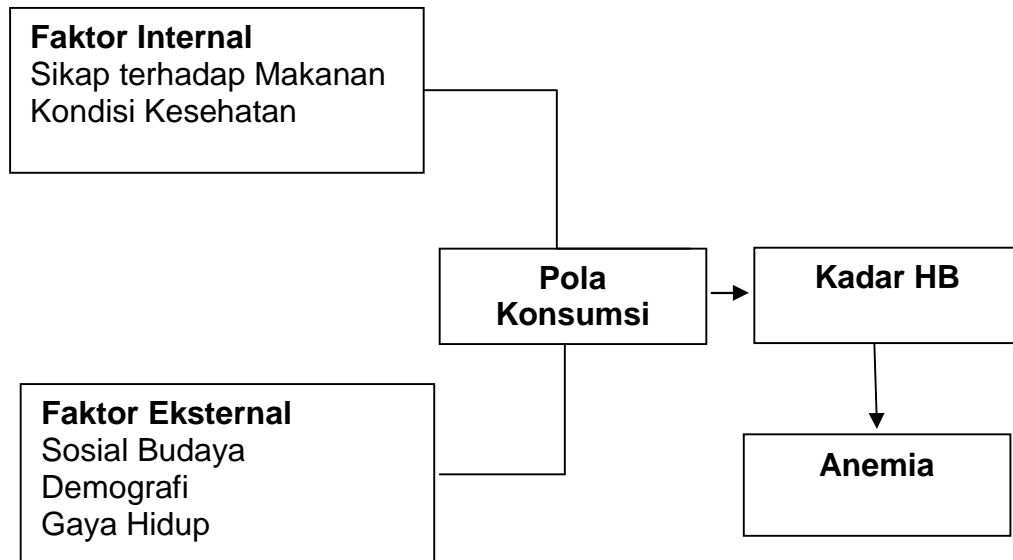 Faktor Internal
Sikap terhadap Makanan
Kondisi Kesehatan
Pola
Konsumsi
Kadar HB
Faktor Eksternal
Sosial Budaya
Demografi
Gaya Hidup
Anemia